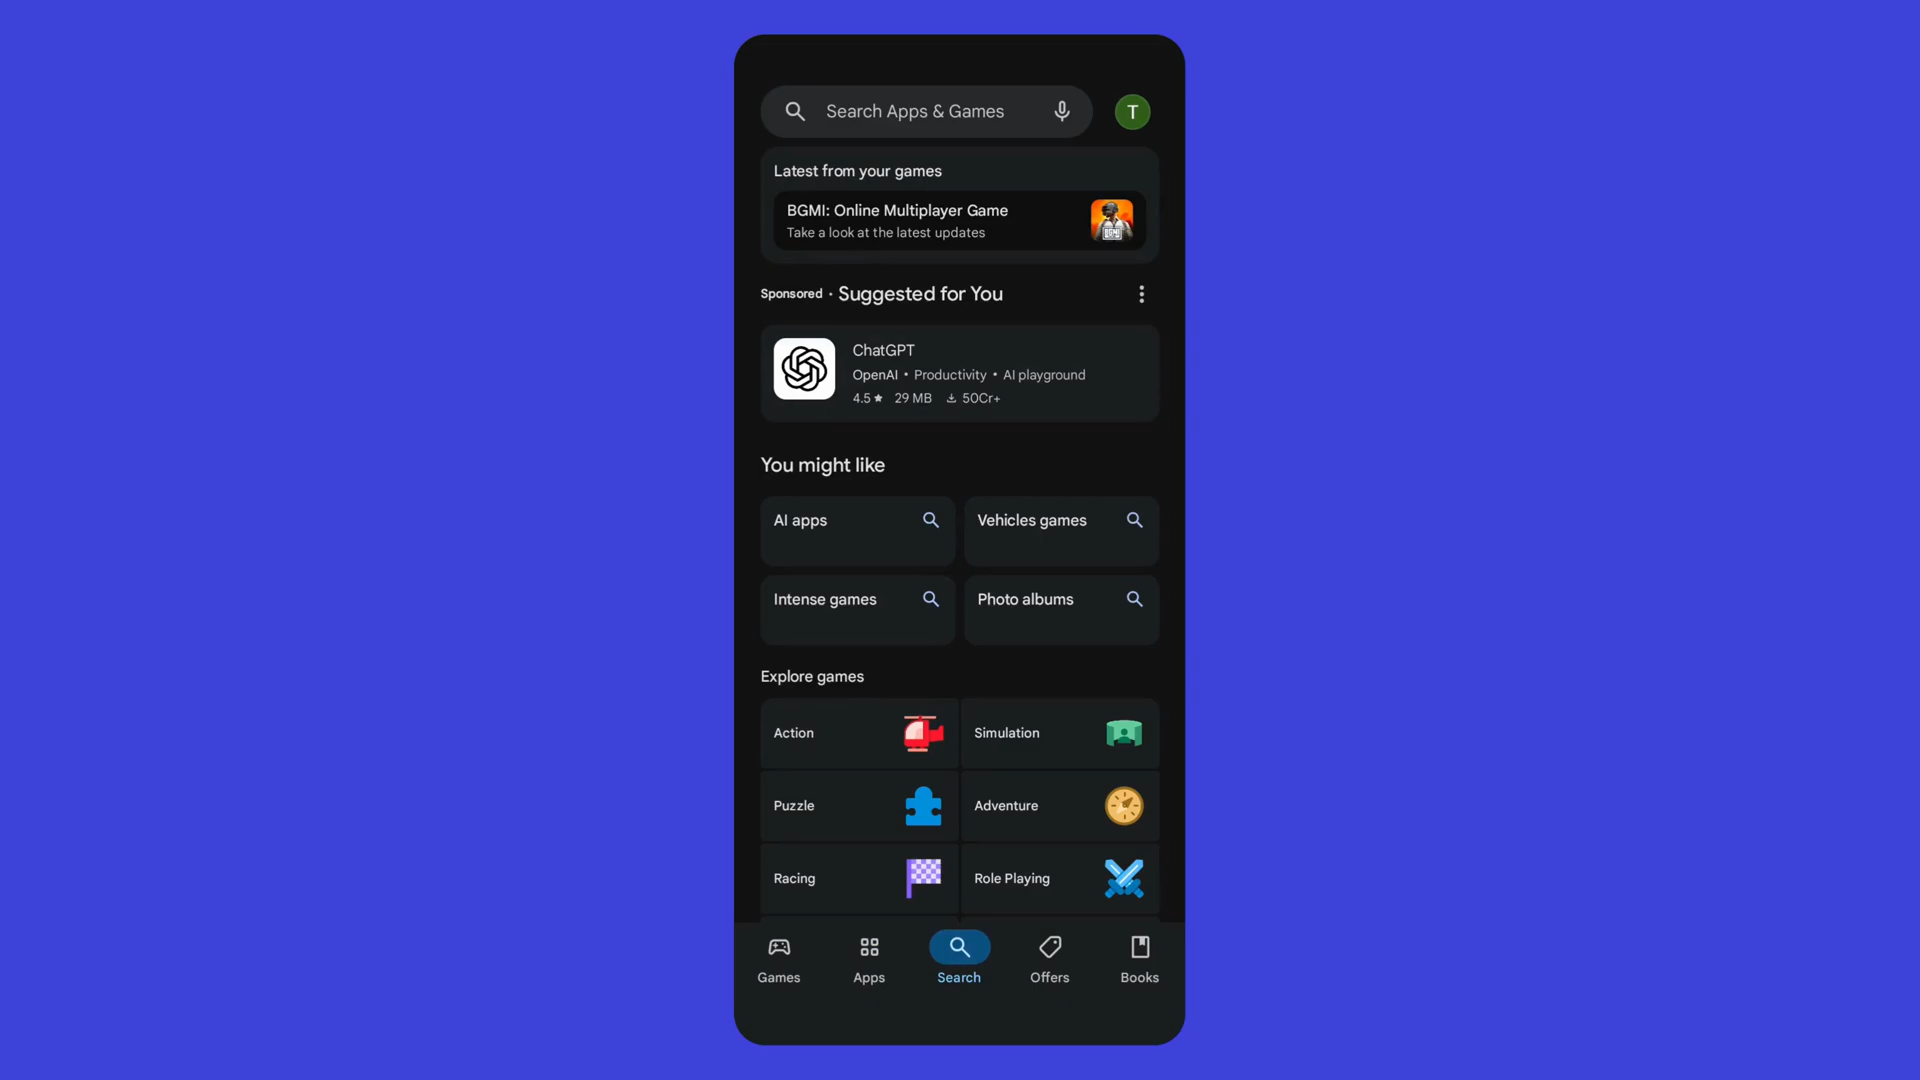 Search Apps & Games
T
Latest from your games
BGMI: Online Multiplayer Game
Take a look at the latest updates
BGMI
Sponsored · Suggested for You
ChatGPT
OpenAI • Productivity • AI playground
4.5★ 29 MB 50Cr+
You might like
AI apps
Vehicles games
Intense games
Photo albums
Explore games
Action
Simulation
Puzzle
Adventure
Racing
Role Playing
Games
Apps
Search
Offers
Books